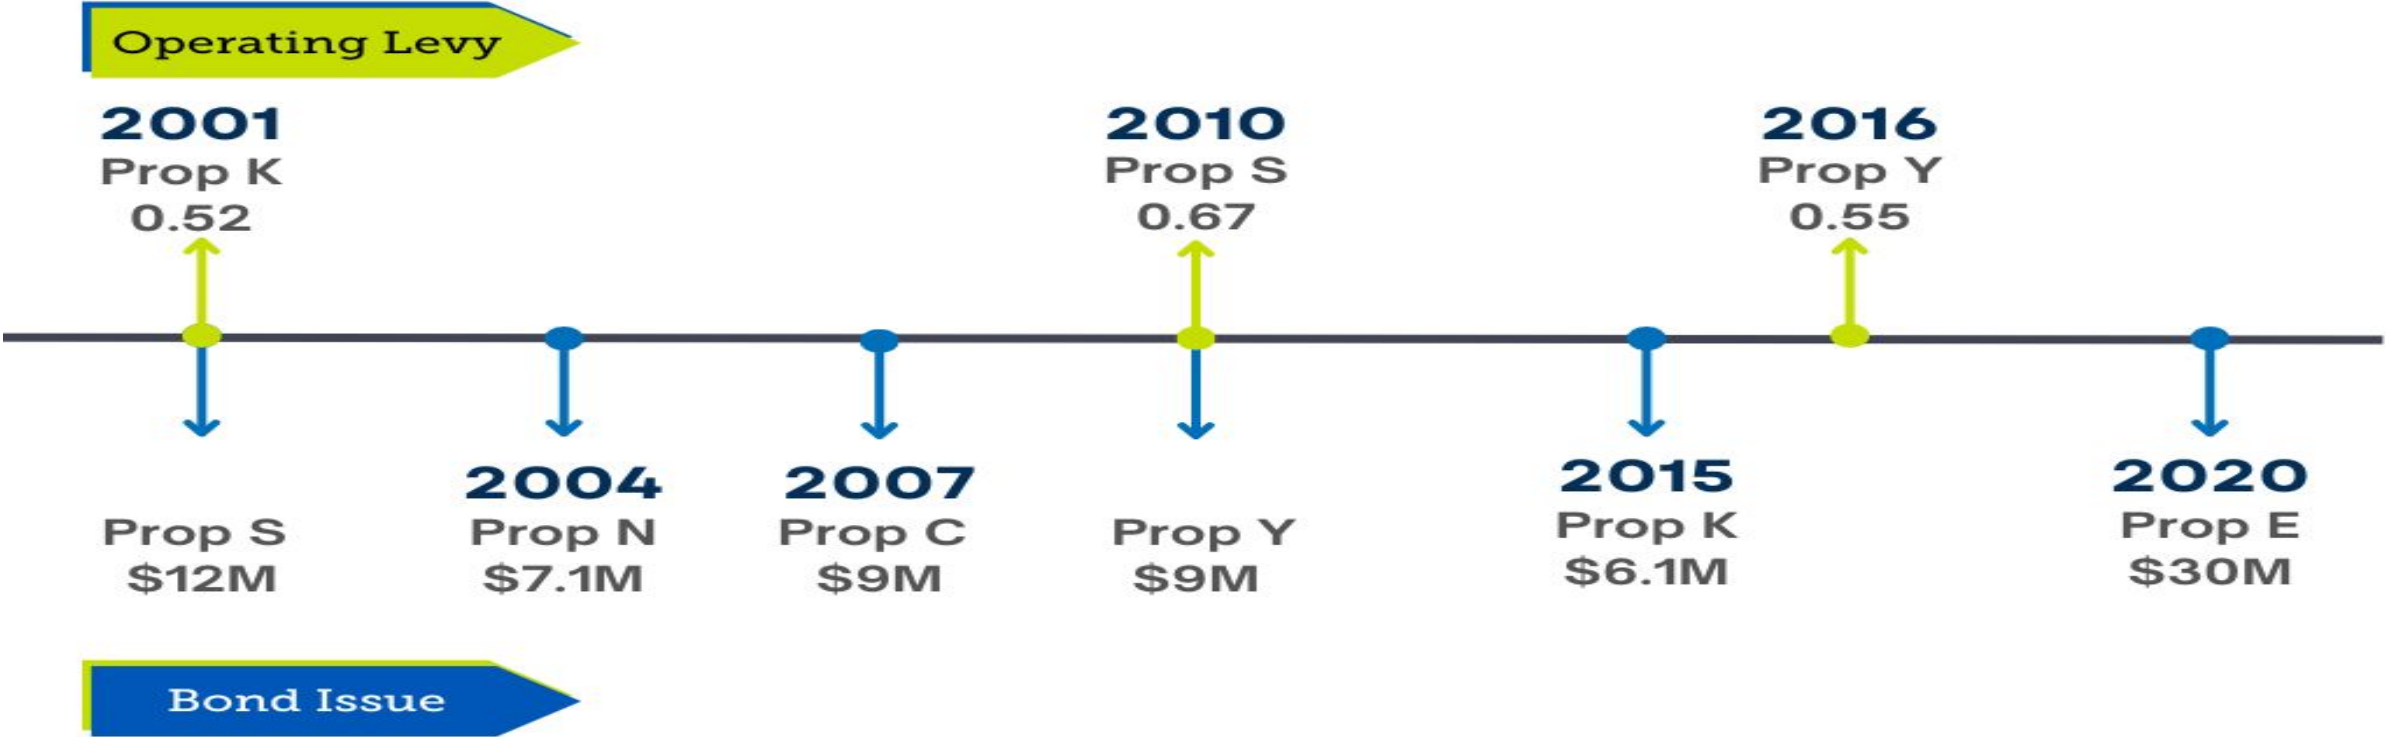 Operating Levy
2001
Prop K
0.52
2010
Prop S
0.67
2016
Prop Y
0.55
Prop S
$12M
2004
Prop N
$7.1M
2007
Prop C
$9M
Prop Y
$9M
2015
Prop K
$6.1M
2020
Prop E
$30M
Bond Issue